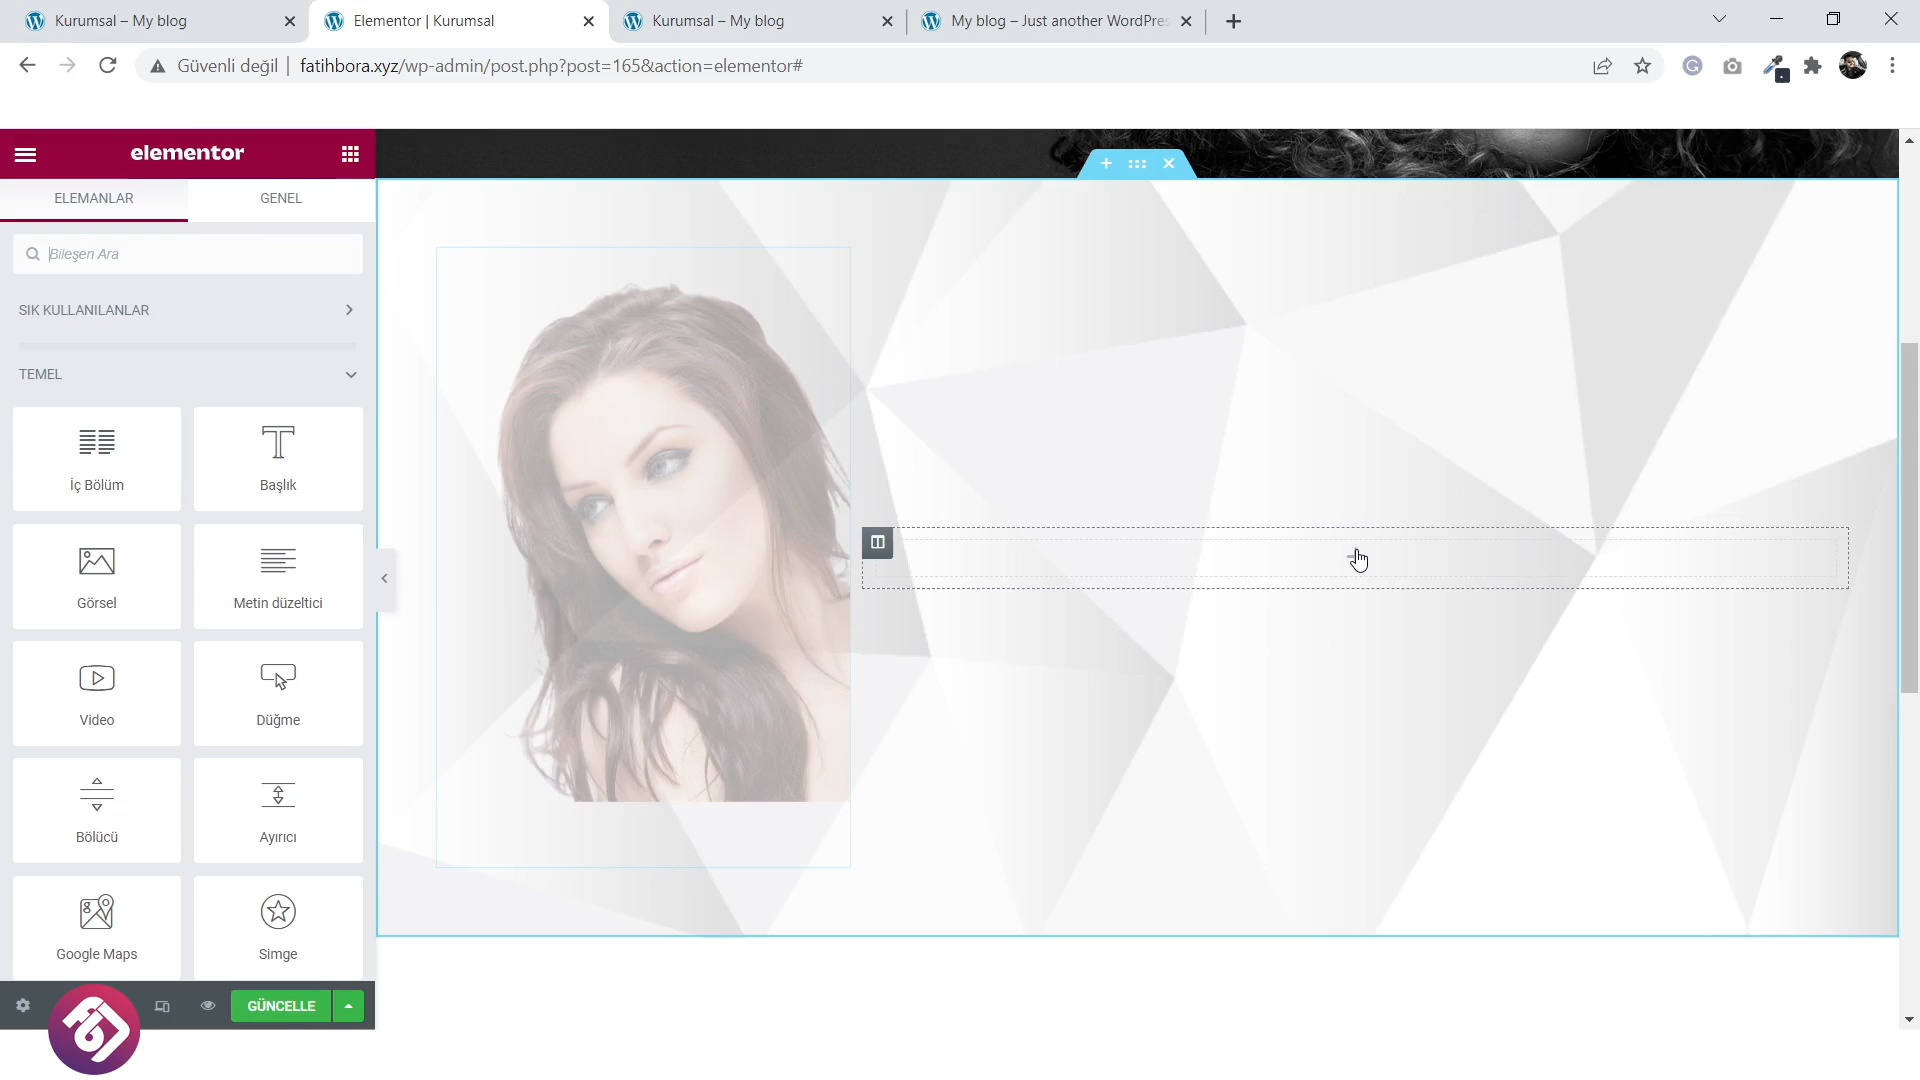 Kurumsal – My blog
Elementor | Kurumsal
Kurumsal – My blog
My blog – Just another WordPres
Güvenli değil
fatihbora.xyz/wp-admin/post.php?post=165&action=elementor#
elementor
ELEMANLAR
GENEL
Bileşen Ara
SIK KULLANILANLAR
TEMEL
İç Bölüm
Başlık
Görsel
Metin düzeltici
Video
Düğme
Bölücü
Ayırıcı
Google Maps
Simge
GÜNCELLE